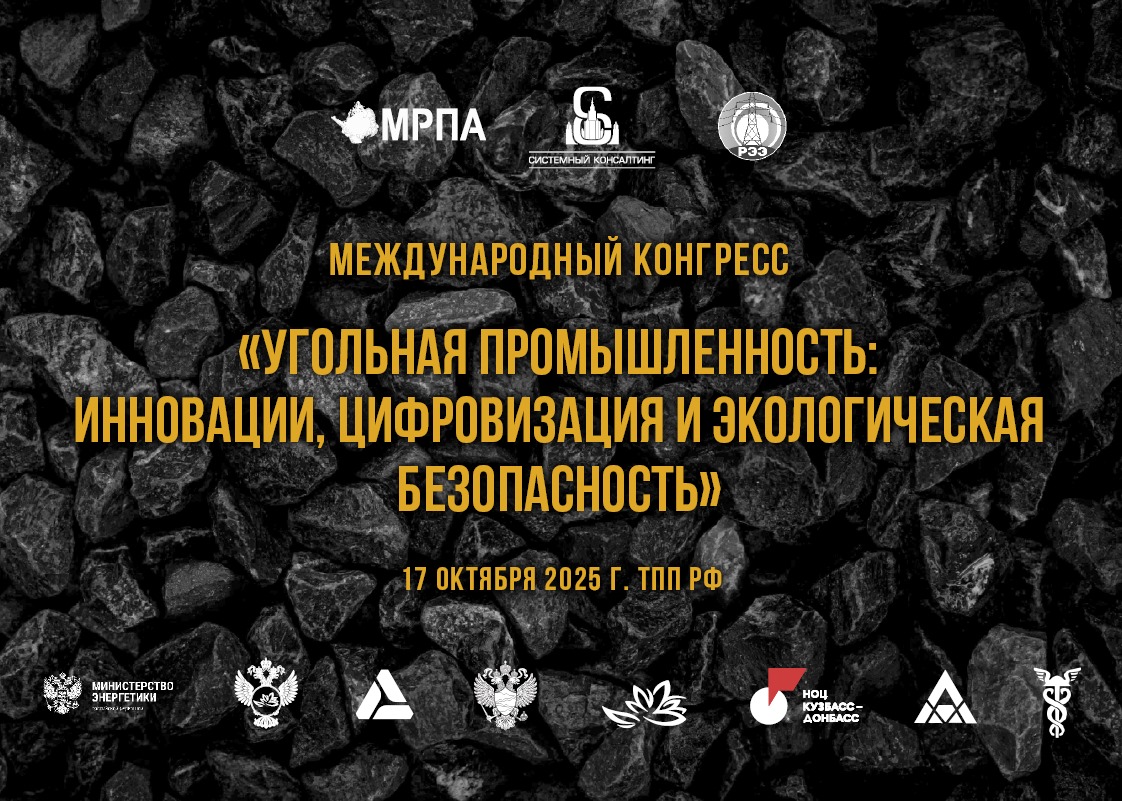 МРПА
СИСТЕМНЫЙ КОНСАЛТИНГ
РЭЭ
МЕЖДУНАРОДНЫЙ КОНГРЕСС
«УГОЛЬНАЯ ПРОМЫШЛЕННОСТЬ:
ИННОВАЦИИ, ЦИФРОВИЗАЦИЯ И ЭКОЛОГИЧЕСКАЯ
БЕЗОПАСНОСТЬ»
17 ОКТЯБРЯ 2025 Г. ТПП РФ
МИНИСТЕРСТВО
ЭНЕРГЕТИКИ
НОЦ
КУЗБАСС–
ДОНБАСС